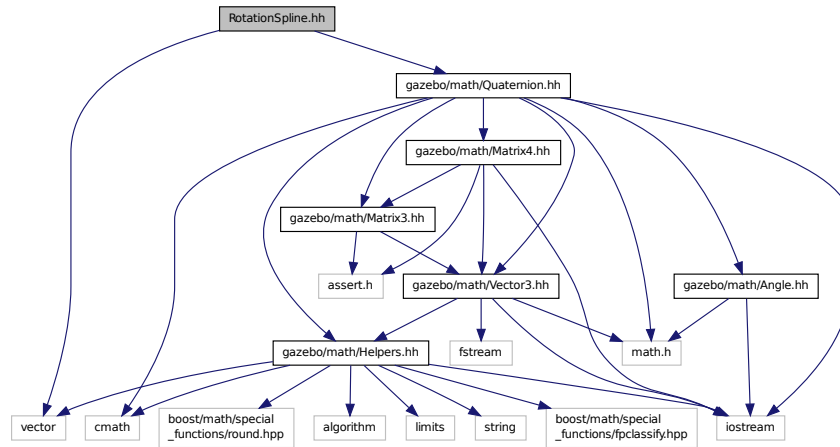 RotationSpline.hh
gazebo/math/Quaternion.hh
gazebo/math/Matrix4.hh
gazebo/math/Matrix3.hh
assert.h
gazebo/math/Vector3.hh
gazebo/math/Angle.hh
gazebo/math/Helpers.hh
fstream
math.h
vector
cmath
boost/math/special
_functions/round.hpp
algorithm
limits
string
boost/math/special
_functions/fpclassify.hpp
iostream